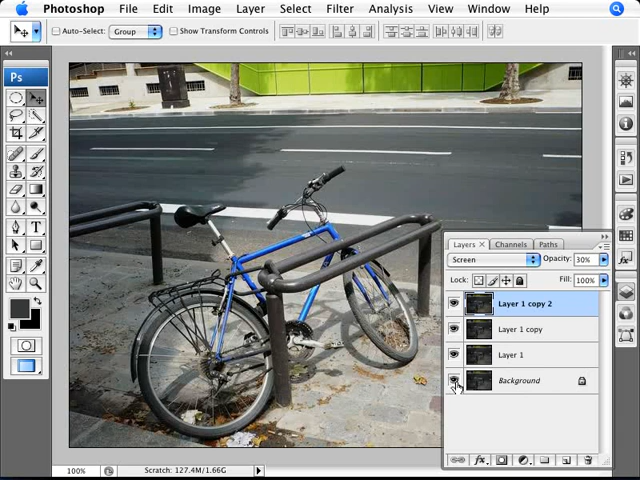 Photoshop File Edit Image Layer Select Filter Analysis View Window Help
Auto-Select: Group Show Transform Controls
Ps
T
Layers Channels Paths
Screen Opacity: 30%
Lock: Fill: 100%
Layer 1 copy 2
Layer 1 copy
Layer 1
Background
fx
100% Scratch: 127.4M/1.66G